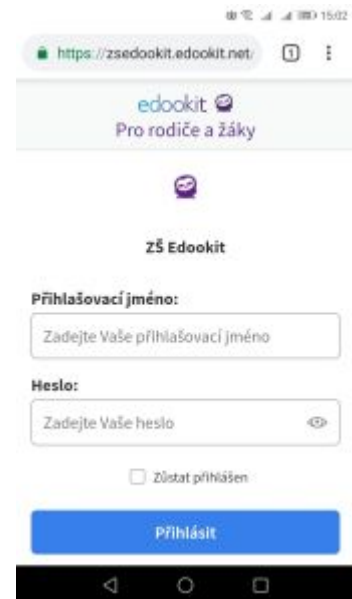 15:02
https://zsedookit.edookit.net/
1
edookit
Pro rodiče a žáky
ZŠ Edookit
Přihlašovací jméno:
Zadejte Vaše přihlašovací jméno
Heslo:
Zadejte Vaše heslo
Zůstat přihlášen
Přihlásit